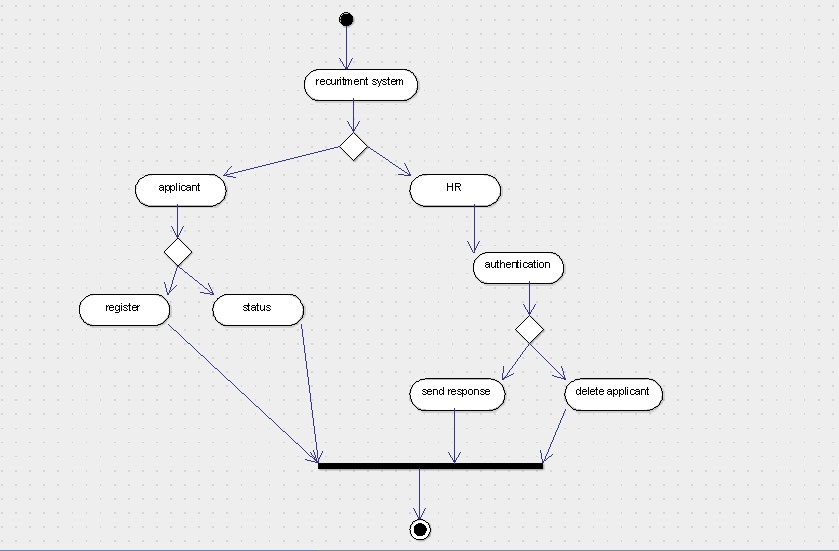 recuritment system
applicant
HR
authentication
register
status
send response
delete applicant